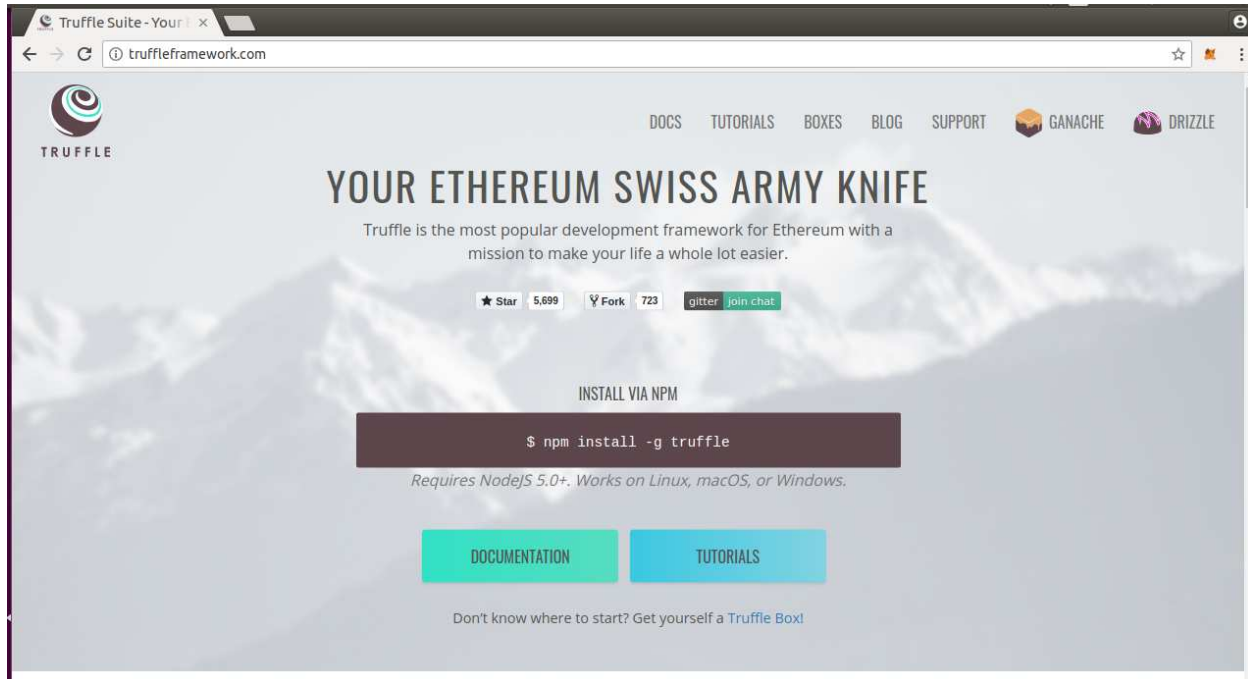 Truffle Suite - Your
truffleframework.com
TRUFFLE
DOCS TUTORIALS BOXES BLOG SUPPORT GANACHE DRIZZLE
YOUR ETHEREUM SWISS ARMY KNIFE
Truffle is the most popular development framework for Ethereum with a
mission to make your life a whole lot easier.
Star 5,699 Fork 723 gitter join chat
INSTALL VIA NPM
$ npm install -g truffle
Requires NodeJS 5.0+. Works on Linux, macOS, or Windows.
DOCUMENTATION TUTORIALS
Don't know where to start? Get yourself a Truffle Box!